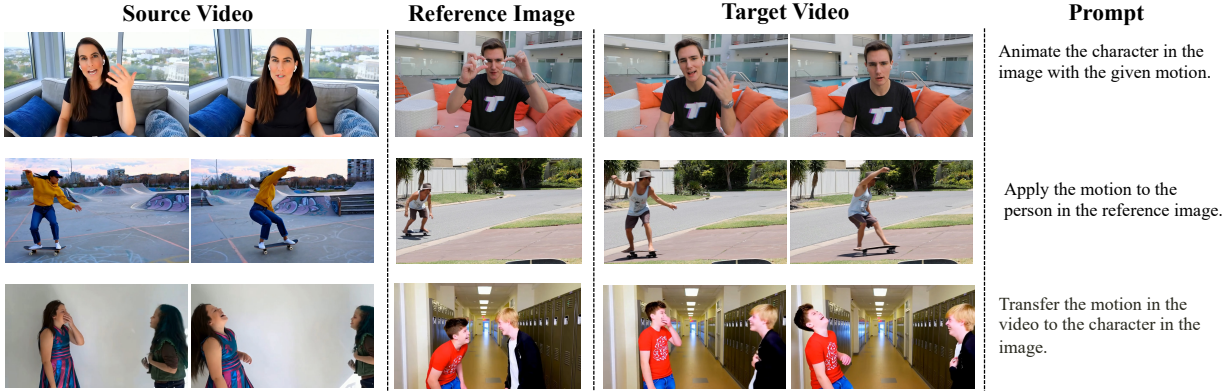 Source Video
Reference Image
Target Video
Prompt
T
T
T
Animate the character in the
image with the given motion.
Apply the motion to the
person in the reference image.
Transfer the motion in the
video to the character in the
image.